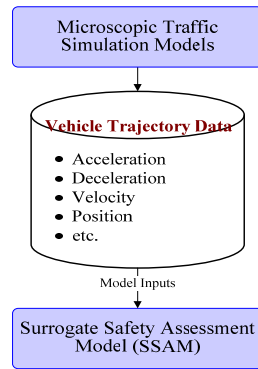 Microscopic Traffic
Simulation Models
Vehicle Trajectory Data
• Acceleration
• Deceleration
• Velocity
• Position
• etc.
Model Inputs
Surrogate Safety Assessment
Model (SSAM)